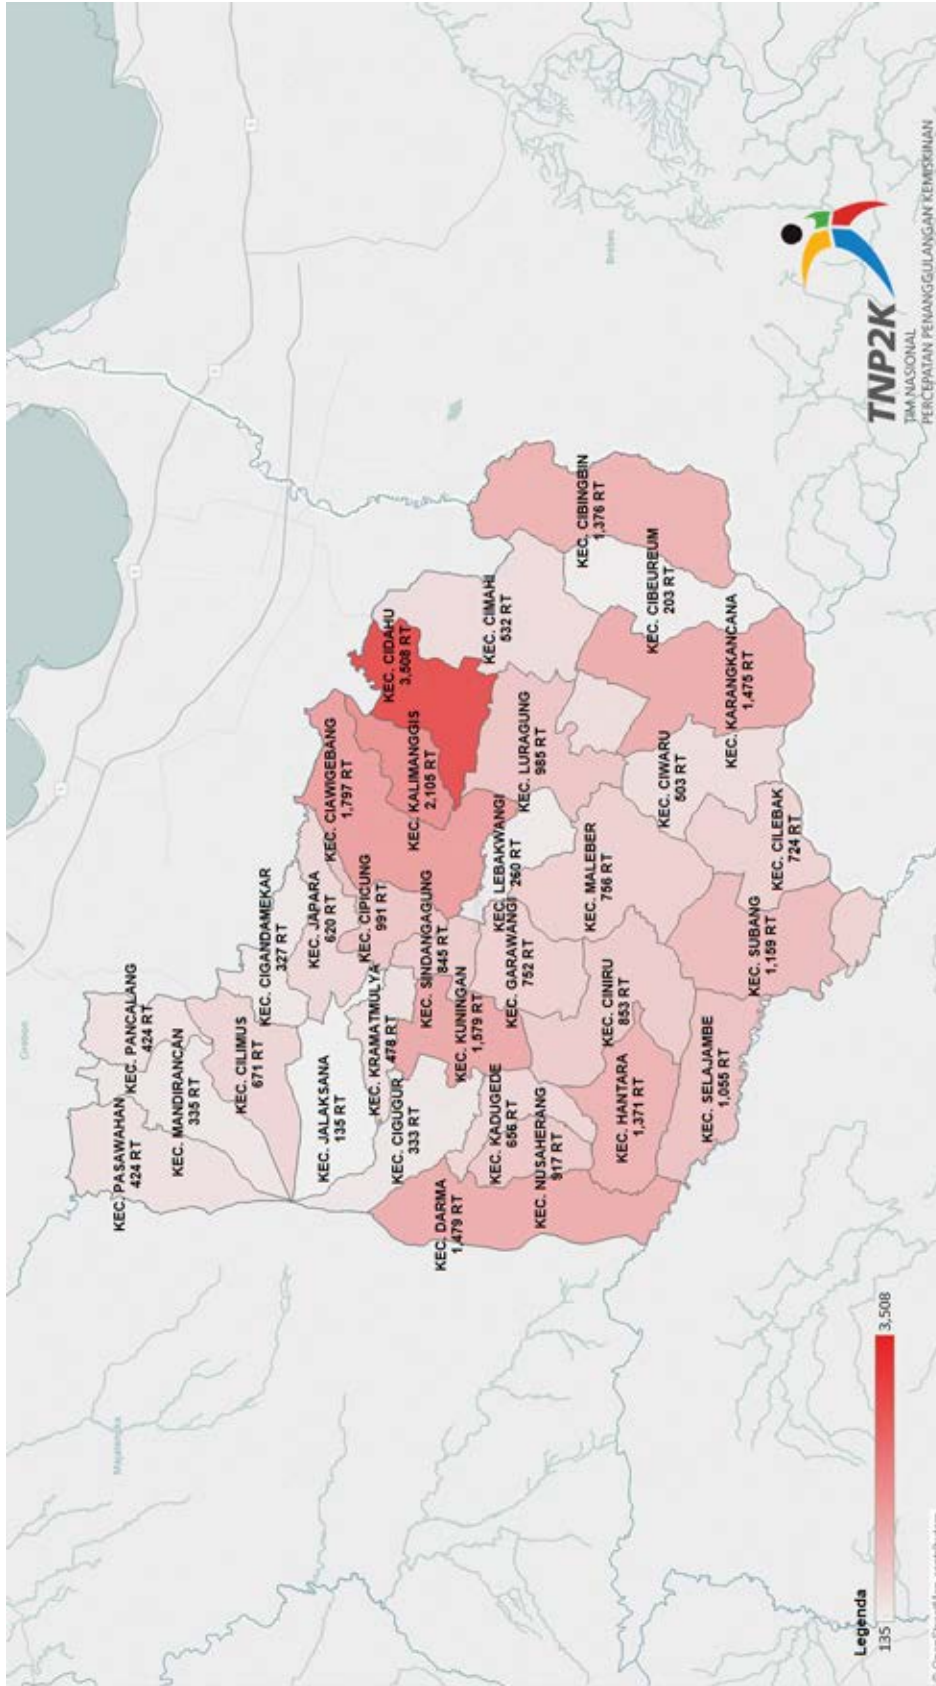 Cirebon
KEC. PASAWAHAN
424 RT
KEC. PANCALANG
424 RT
KEC. MANDIRANCAN
335 RT
KEC. CILIMUS
671 RT
KEC. CIGANDAMEKAR
327 RT
KEC. JAPARA
620 RT
KEC. JALAKSANA
135 RT
KEC. CIAWIGEBANG
1,797 RT
KEC. CIPICUNG
991 RT
KEC. KRAMATMULYA
478 RT
KEC. CIDAHU
3,508 RT
KEC. KALIMANGGIS
2,105 RT
KEC. CIGUGUR
333 RT
KEC. SINDANGAGUNG
845 RT
KEC. DARMA
1,479 RT
KEC. KUNINGAN
1,579 RT
KEC. CIMAHI
532 RT
KEC. LEBAKWANGI
260 RT
KEC. KADUGEDE
656 RT
KEC. GARAWANGI
752 RT
KEC. LURAGUNG
985 RT
KEC. NUSAHERANG
917 RT
KEC. CIBINGBIN
1,376 RT
KEC. MALEBER
756 RT
KEC. CINIRU
853 RT
KEC. HANTARA
1,371 RT
KEC. CIBEUREUM
203 RT
KEC. CIWARU
503 RT
KEC. SELAJAMBE
1,055 RT
KEC. KARANGKANCANA
1,475 RT
KEC. SUBANG
1,159 RT
KEC. CILEBAK
724 RT
Majalengka
Brebes
Legenda
135
3,508
TNP2K
TIM NASIONAL
PERCEPATAN PENANGGULANGAN KEMISKINAN